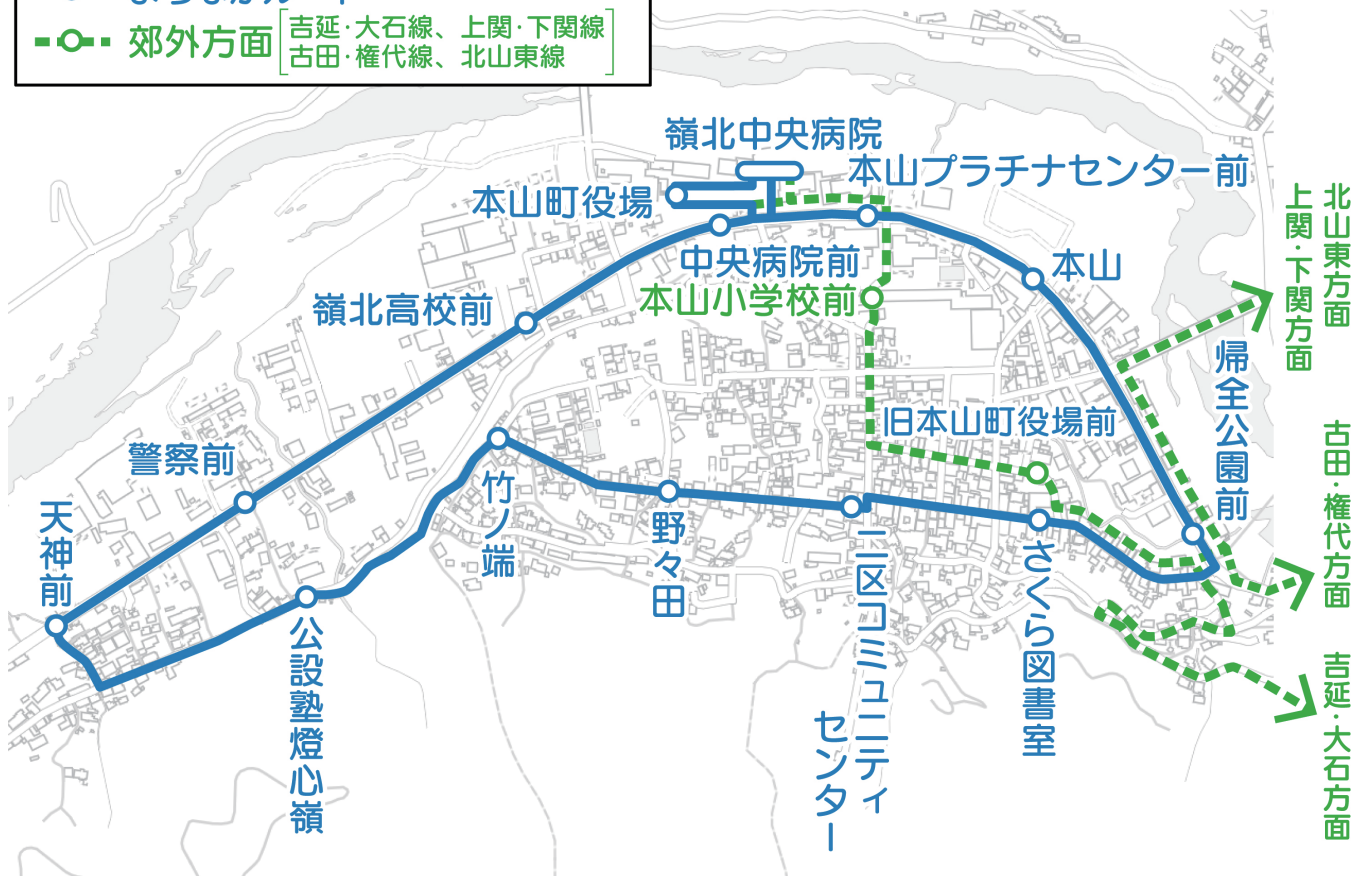 郊外方面
吉延・大石線、上関・下関線
古田・権代線、北山東線
嶺北中央病院
本山プラチナセンター前
本山町役場
中央病院前
本山
本山小学校前
嶺北高校前
北山東方面
上関・下関方面
帰全公園前
旧本山町役場前
警察前
竹ノ端
古田・権代方面
天神前
野々田
二区コミュニティ
センター
さくら図書室
公設塾燈心嶺
吉延・大石方面